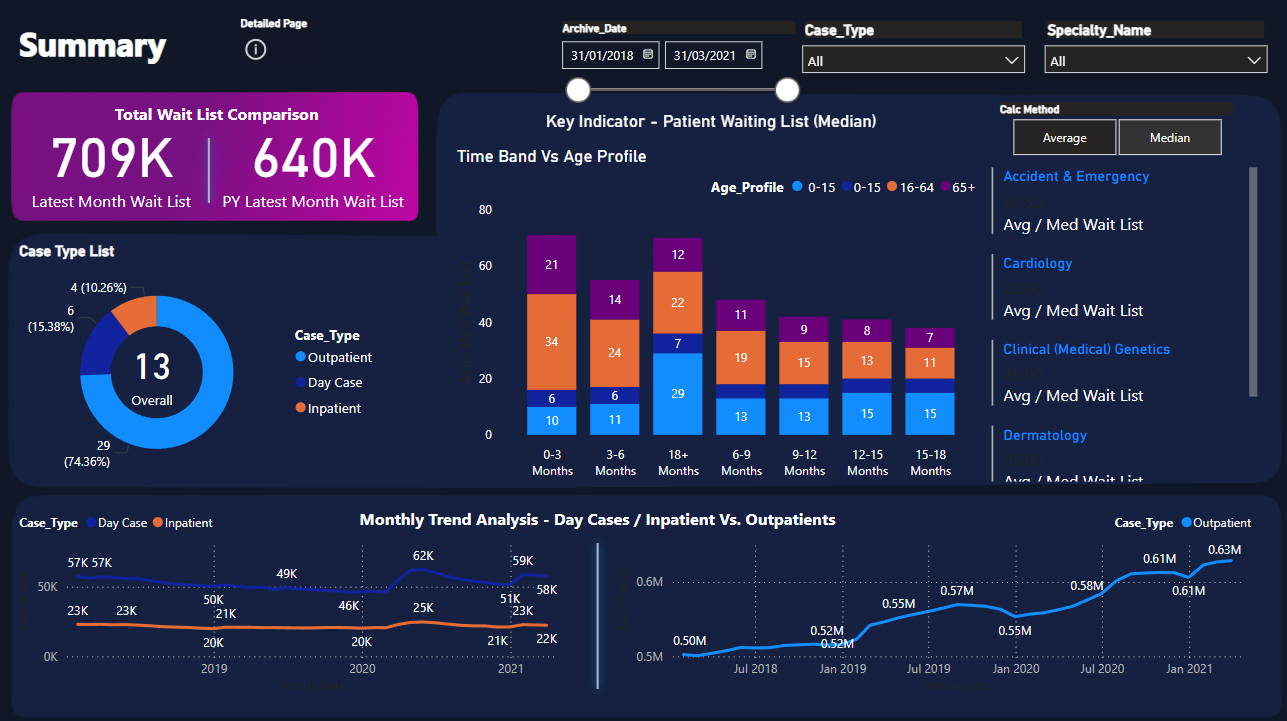 Summary
Detailed Page
Archive_Date
31/01/2018
31/03/2021
Case_Type
All
Specialty_Name
All
Total Wait List Comparison
709K
640K
Latest Month Wait List
PY Latest Month Wait List
Key Indicator - Patient Waiting List (Median)
Calc Method
Average
Median
Time Band Vs Age Profile
Age_Profile
0-15
0-15
16-64
65+
80
60
40
20
0
21
34
6
10
14
24
6
11
12
22
7
29
11
19
13
9
15
13
8
13
15
7
11
15
0-3
Months
3-6
Months
18+
Months
6-9
Months
9-12
Months
12-15
Months
15-18
Months
Accident & Emergency
Avg / Med Wait List
Cardiology
Avg / Med Wait List
Clinical (Medical) Genetics
Avg / Med Wait List
Dermatology
Avg / Med Wait List
Case Type List
4 (10.26%)
6
(15.38%)
13
Overall
29
(74.36%)
Case_Type
Outpatient
Day Case
Inpatient
Case_Type
Day Case
Inpatient
Monthly Trend Analysis - Day Cases / Inpatient Vs. Outpatients
Case_Type
Outpatient
50K
0K
57K
57K
50K
49K
46K
62K
51K
59K
58K
23K
23K
20K
21K
20K
25K
21K
23K
22K
2019
2020
2021
0.6M
0.5M
0.50M
0.52M
0.52M
0.55M
0.57M
0.55M
0.58M
0.61M
0.61M
0.63M
Jul 2018
Jan 2019
Jul 2019
Jan 2020
Jul 2020
Jan 2021